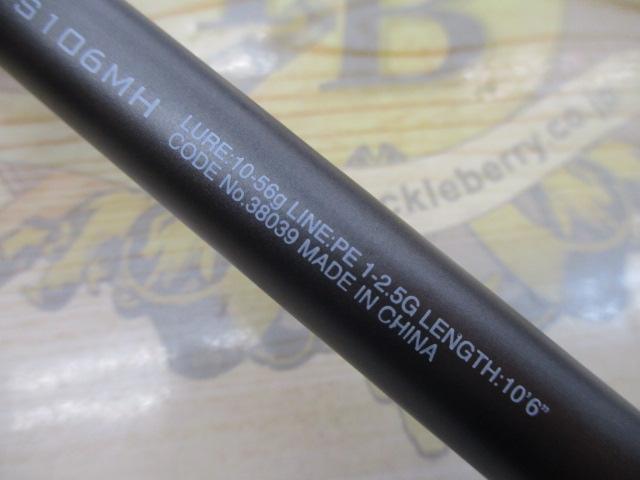 S106MH
LURE:10-56g LINE:PE 1-2.5G LENGTH:10'6"
CODE No.38039 MADE IN CHINA
B
ckleberry.co.jp